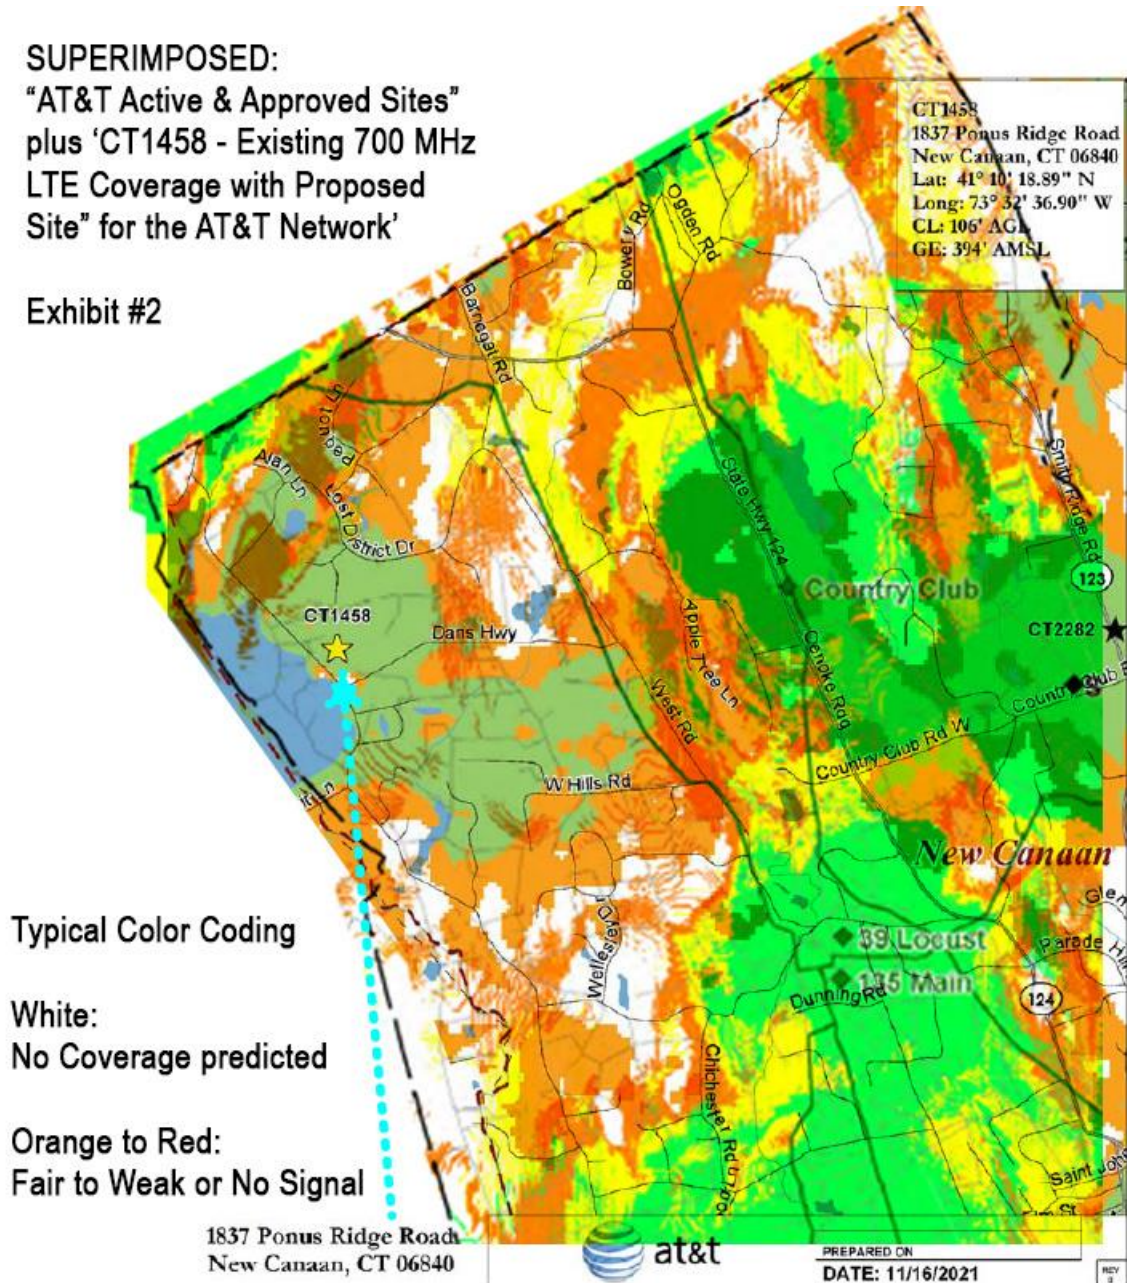 SUPERIMPOSED:
"AT&T Active & Approved Sites"
plus 'CT1458 - Existing 700 MHz
LTE Coverage with Proposed
Site" for the AT&T Network'
Exhibit #2
CT1458
1837 Ponus Ridge Road
New Canaan, CT 06840
Lat: 41° 10' 18.89" N
Long: 73° 32' 36.90" W
CL: 106' AGL
GE: 394' AMSL
Ogden Rd
Bowery Rd
Barnegat Rd
Alan Ln
Lost District Dr
State Hwy 124
Smith Ridge Rd
123
Country Club
CT1458
Dans Hwy
CT2282
Apple Tree Ln
Oenoke Rdg
West Rd
Country Club Rd W
W Hills Rd
New Canaan
Wellesley Dr
39 Locust
Parade
135 Main
Dunning Rd
124
Chichester Rd
Typical Color Coding
White:
No Coverage predicted
Orange to Red:
Fair to Weak or No Signal
Saint
1837 Ponus Ridge Road
New Canaan, CT 06840
at&t
PREPARED ON
DATE: 11/16/2021
REV